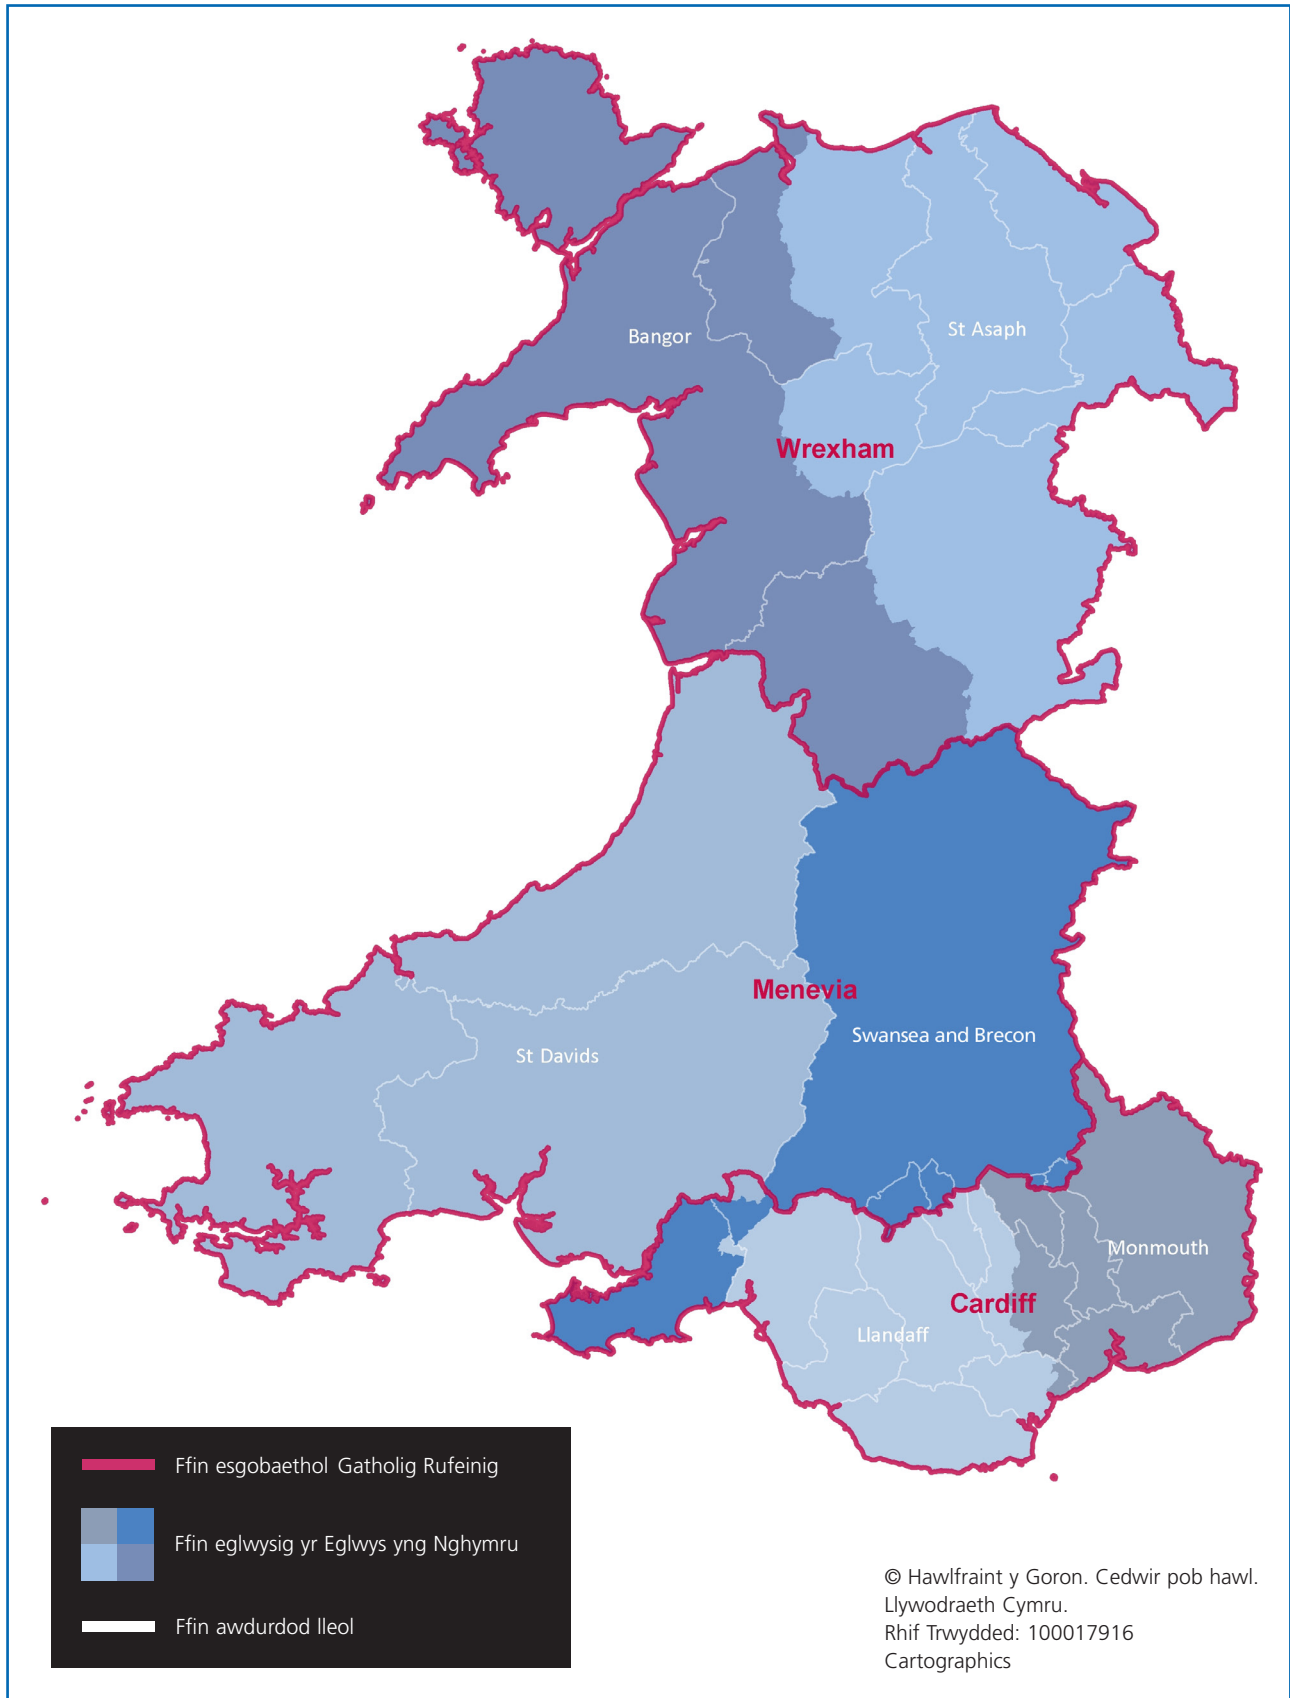 Bangor
St Asaph
Wrexham
Menevia
Swansea and Brecon
St Davids
Monmouth
Cardiff
Llandaff
Ffin esgobaethol Gatholig Rufeinig
Ffin eglwysig yr Eglwys yng Nghymru
Ffin awdurdod lleol
© Hawlfraint y Goron. Cedwir pob hawl.
Llywodraeth Cymru.
Rhif Trwydded: 100017916
Cartographics